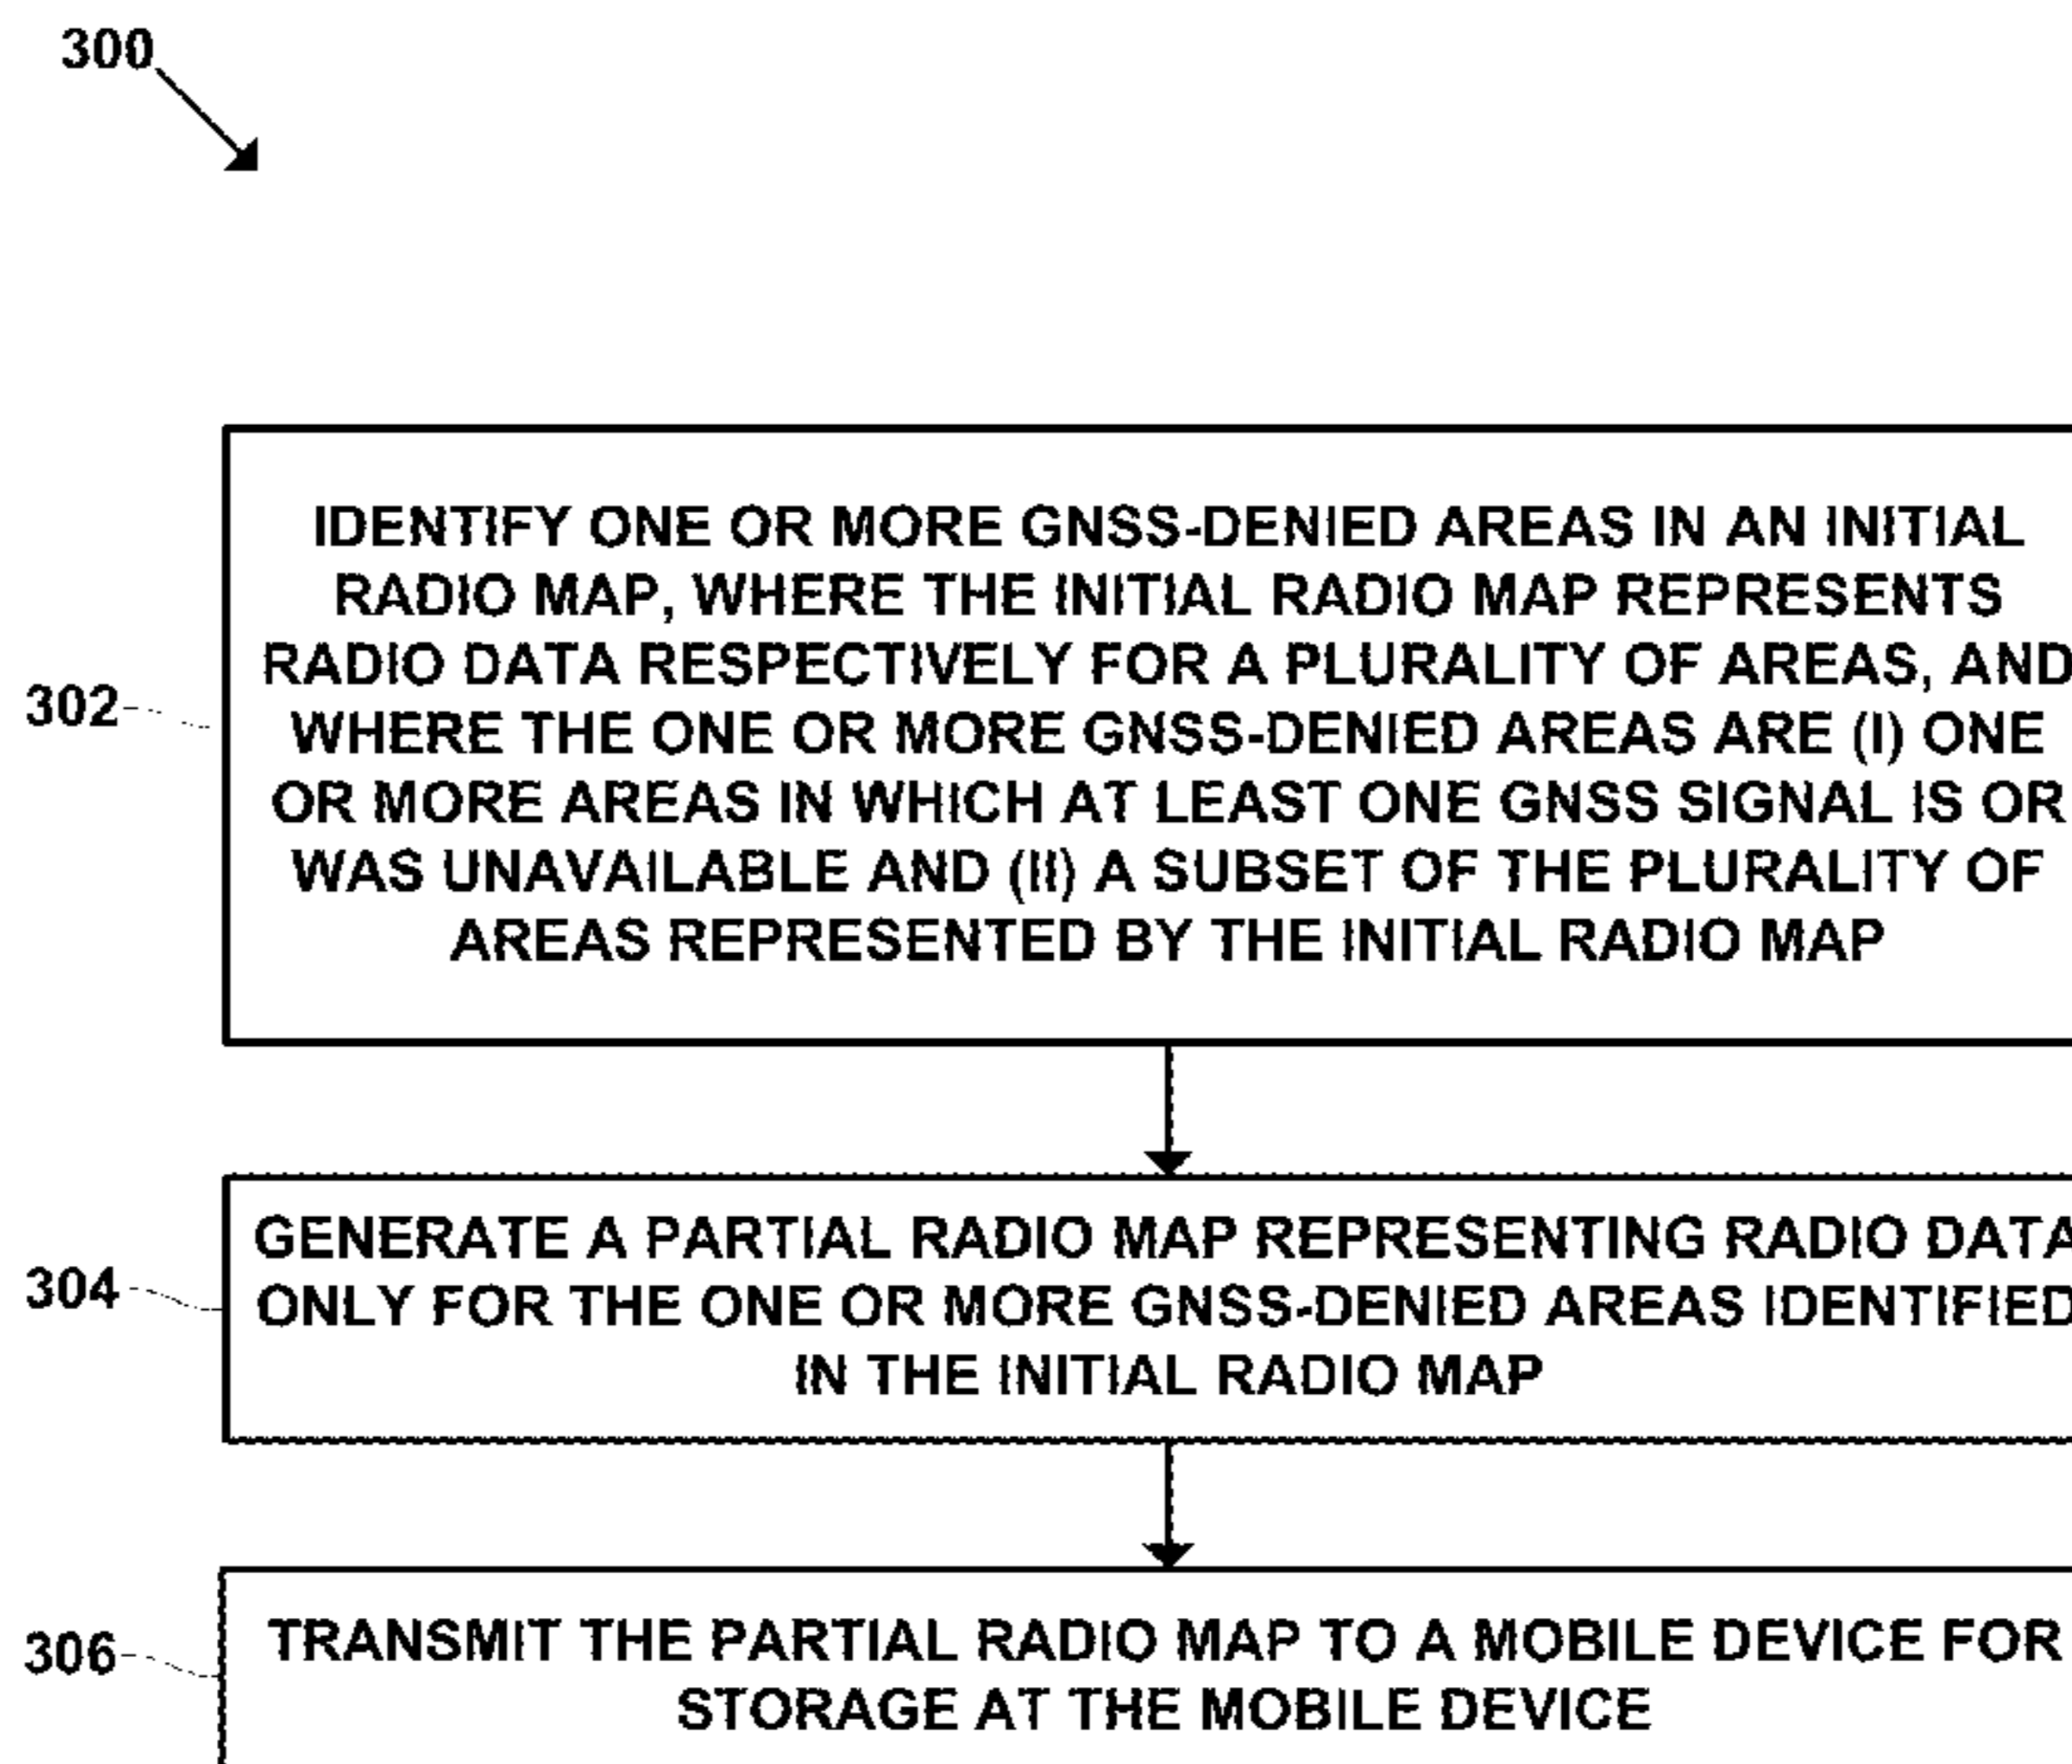 300
IDENTIFY ONE OR MORE GNSS-DENIED AREAS IN AN INITIAL
RADIO MAP, WHERE THE INITIAL RADIO MAP REPRESENTS
RADIO DATA RESPECTIVELY FOR A PLURALITY OF AREAS, AND
WHERE THE ONE OR MORE GNSS-DENIED AREAS ARE (I) ONE
OR MORE AREAS IN WHICH AT LEAST ONE GNSS SIGNAL IS OR
WAS UNAVAILABLE AND (II) A SUBSET OF THE PLURALITY OF
AREAS REPRESENTED BY THE INITIAL RADIO MAP
302
GENERATE A PARTIAL RADIO MAP REPRESENTING RADIO DATA
ONLY FOR THE ONE OR MORE GNSS-DENIED AREAS IDENTIFIED
IN THE INITIAL RADIO MAP
304
TRANSMIT THE PARTIAL RADIO MAP TO A MOBILE DEVICE FOR
STORAGE AT THE MOBILE DEVICE
306